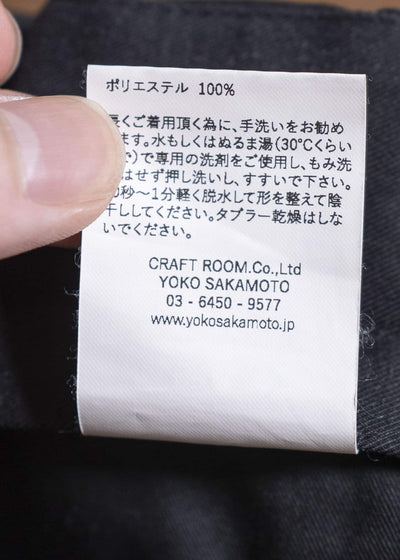 ポリエステル 100%
くご着用頂く為に、手洗いをお勧め
ます。水もしくはぬるま湯(30℃くらい
で)で専用の洗剤をご使用し、もみ洗
はせず押し洗いし、すすいで下さい。
0秒〜1分軽く脱水して形を整えて陰
干ししてください。タブラー乾燥はしな
いでください。
CRAFT ROOM.Co.,Ltd
YOKO SAKAMOTO
03 - 6450 - 9577
www.yokosakamoto.jp